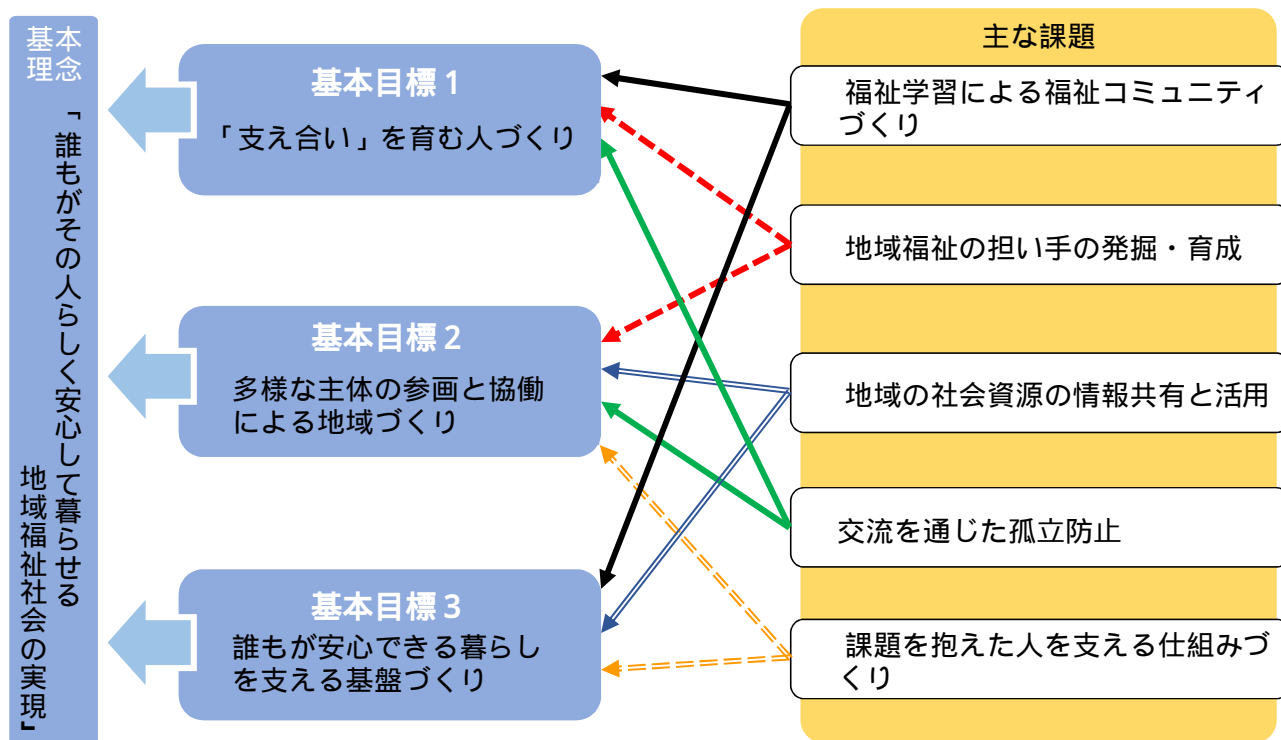 基本
理念
「誰もがその人らしく安心して暮らせる
地域福祉社会の実現』
基本目標1
「支え合い」を育む人づくり
基本目標2
多様な主体の参画と協働
による地域づくり
基本目標3
誰もが安心できる暮らし
を支える基盤づくり
主な課題
福祉学習による福祉コミュニティ
づくり
地域福祉の担い手の発掘・育成
地域の社会資源の情報共有と活用
交流を通じた孤立防止
課題を抱えた人を支える仕組みづ
くり